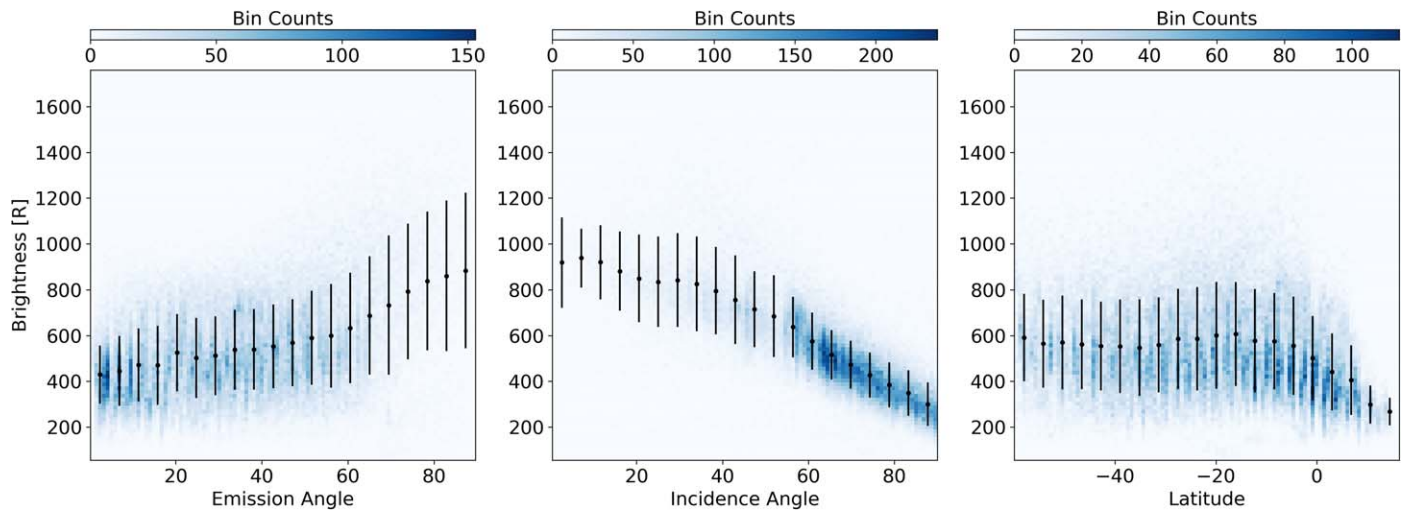 Bin Counts Bin Counts Bin Counts
0 50 100 150 0 50 100 150 200 0 20 40 60 80 100
1600 1600 1600
1400 1400 1400
1200 1200 1200
1000 1000 1000
800 800 800
600 600 600
400 400 400
200 200 200
Brightness [R]
20 40 60 80 20 40 60 80 −40 −20 0
Emission Angle Incidence Angle Latitude